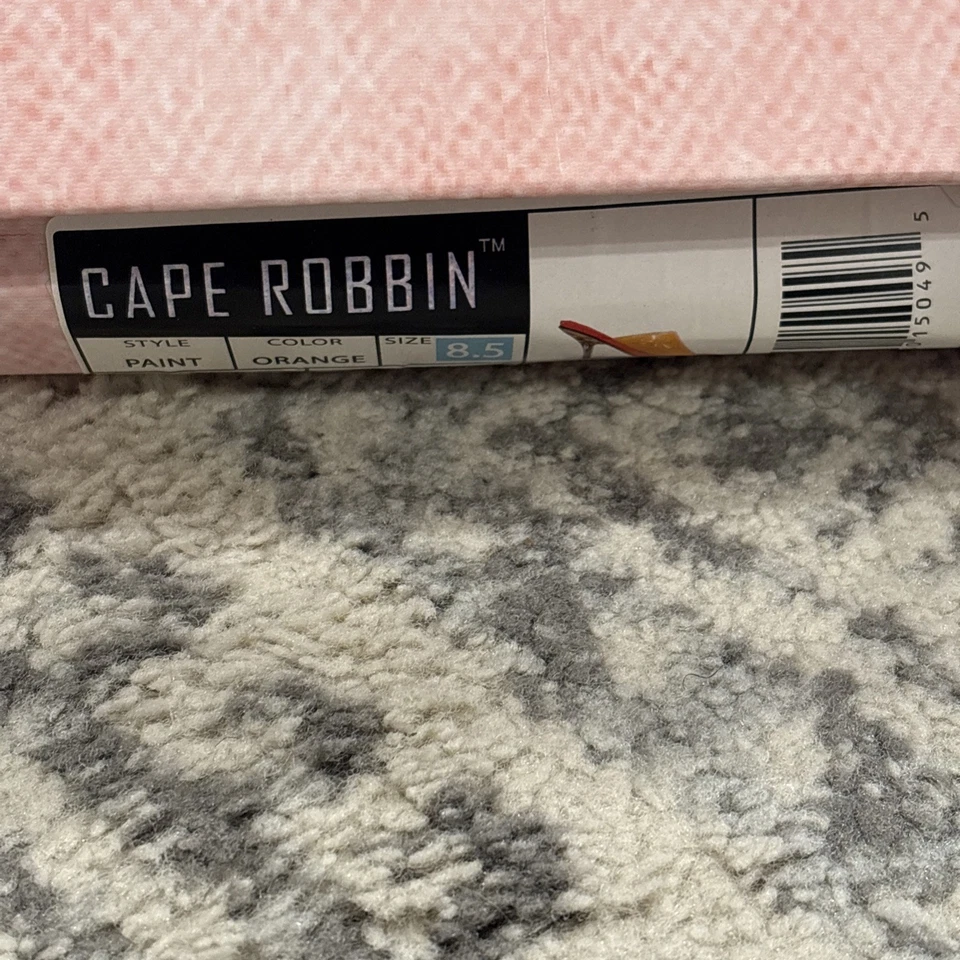 CAPE ROBBIN™
STYLE COLOR SIZE 8.5
PAINT ORANGE
15049 5